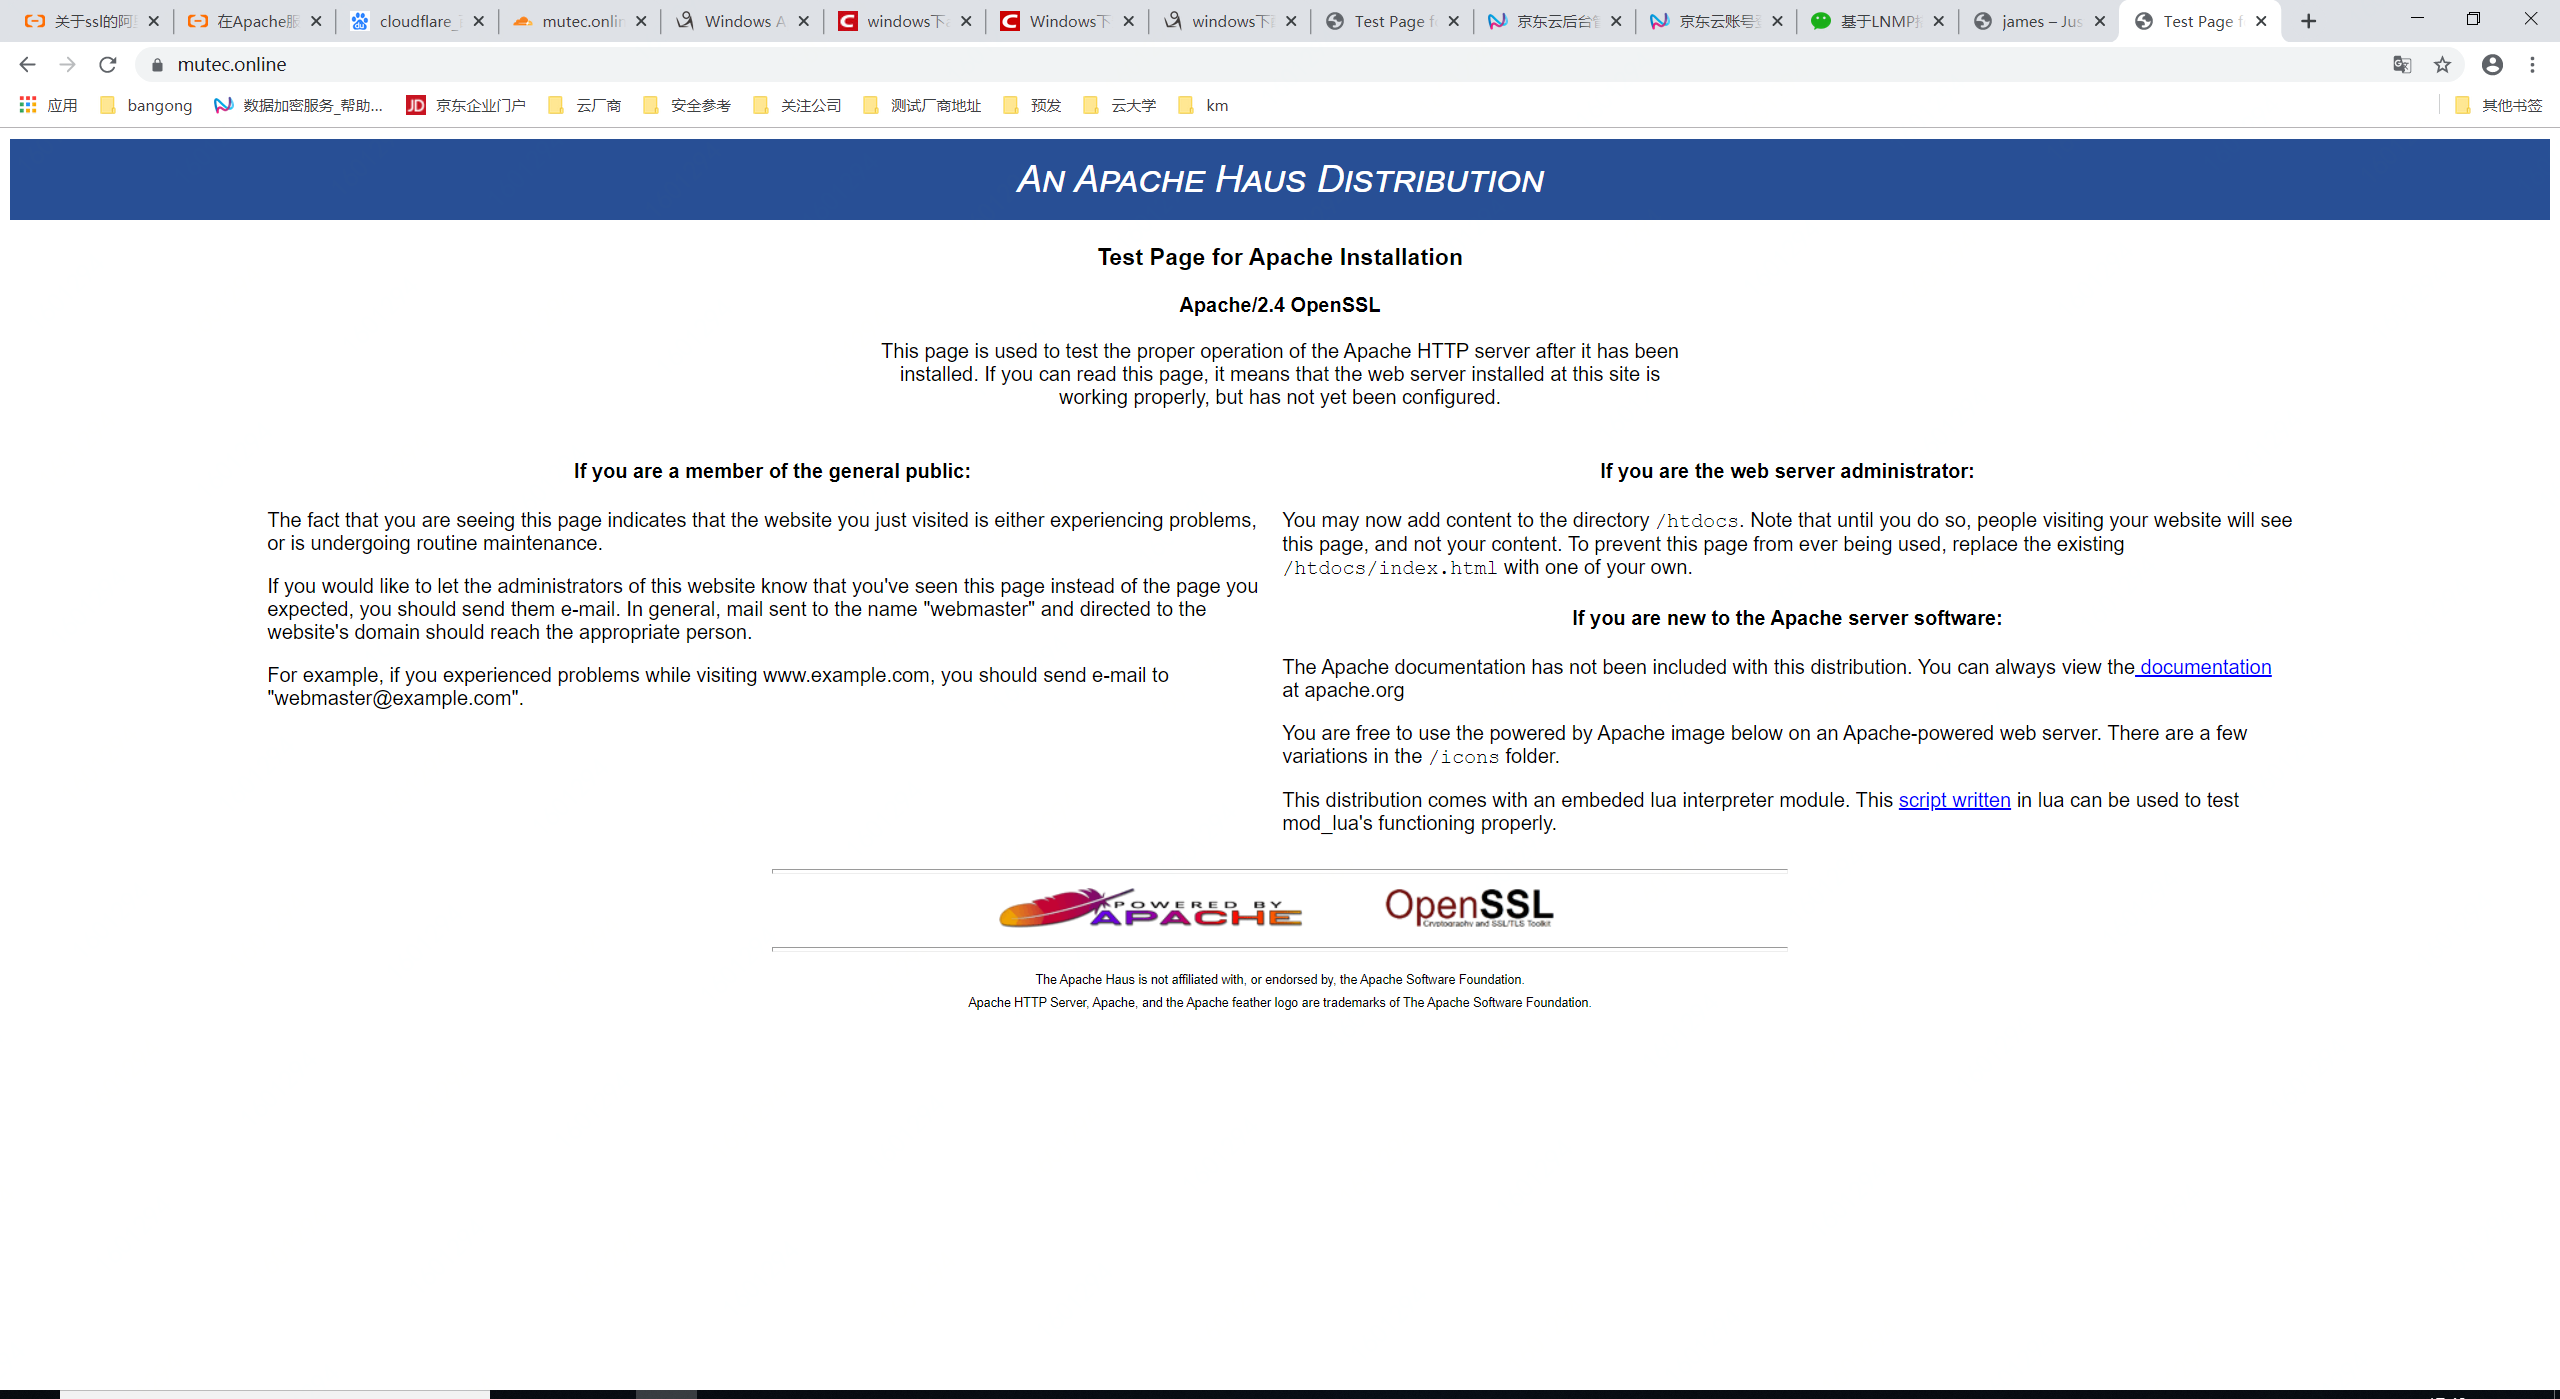 关于ssl的阿
在Apache服
cloudflare_
mutec.onlin
Windows A
windows下
Windows下
windows下
Test Page f
京东云后台管
京东云账号
基于LNMP
james – Jus
Test Page f
mutec.online
应用
bangong
数据加密服务_帮助...
JD
京东企业门户
云厂商
安全参考
关注公司
测试厂商地址
预发
云大学
km
其他书签
AN APACHE HAUS DISTRIBUTION
Test Page for Apache Installation
Apache/2.4 OpenSSL
This page is used to test the proper operation of the Apache HTTP server after it has been
installed. If you can read this page, it means that the web server installed at this site is
working properly, but has not yet been configured.
If you are a member of the general public:
The fact that you are seeing this page indicates that the website you just visited is either experiencing problems,
or is undergoing routine maintenance.
If you would like to let the administrators of this website know that you've seen this page instead of the page you
expected, you should send them e-mail. In general, mail sent to the name "webmaster" and directed to the
website's domain should reach the appropriate person.
For example, if you experienced problems while visiting www.example.com, you should send e-mail to
"webmaster@example.com".
If you are the web server administrator:
You may now add content to the directory /htdocs. Note that until you do so, people visiting your website will see
this page, and not your content. To prevent this page from ever being used, replace the existing
/htdocs/index.html with one of your own.
If you are new to the Apache server software:
The Apache documentation has not been included with this distribution. You can always view the documentation
at apache.org
You are free to use the powered by Apache image below on an Apache-powered web server. There are a few
variations in the /icons folder.
This distribution comes with an embeded lua interpreter module. This script written in lua can be used to test
mod_lua's functioning properly.
POWERED BY
APACHE
OpenSSL
Cryptography and SSL/TLS Toolkit
The Apache Haus is not affiliated with, or endorsed by, the Apache Software Foundation.
Apache HTTP Server, Apache, and the Apache feather logo are trademarks of The Apache Software Foundation.